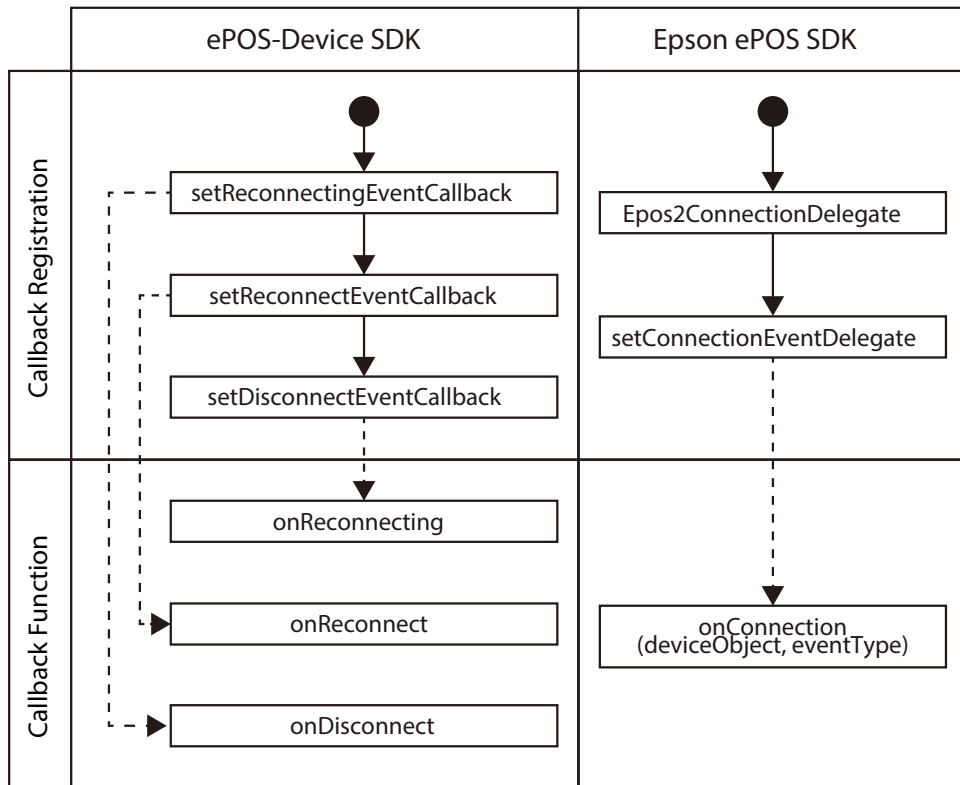 ePOS-Device SDK
Epson ePOS SDK
Callback Registration
setReconnectingEventCallback
setReconnectEventCallback
setDisconnectEventCallback
Epos2ConnectionDelegate
setConnectionEventDelegate
Callback Function
onReconnecting
onReconnect
onDisconnect
onConnection
(deviceObject, eventType)